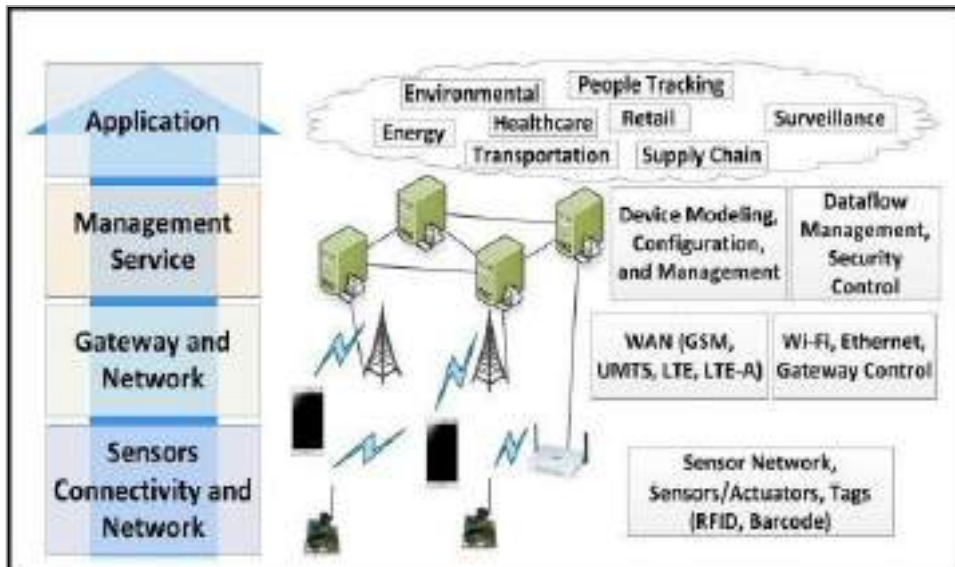 Application
Environmental
People Tracking
Energy
Healthcare
Retail
Surveillance
Transportation
Supply Chain
Management
Service
Device Modeling,
Configuration,
and Management
Dataflow
Management,
Security
Control
Gateway and
Network
WAN (GSM,
UMTS, LTE, LTE-A)
Wi-Fi, Ethernet,
Gateway Control
Sensors
Connectivity and
Network
Sensor Network,
Sensors/Actuators, Tags
(RFID, Barcode)